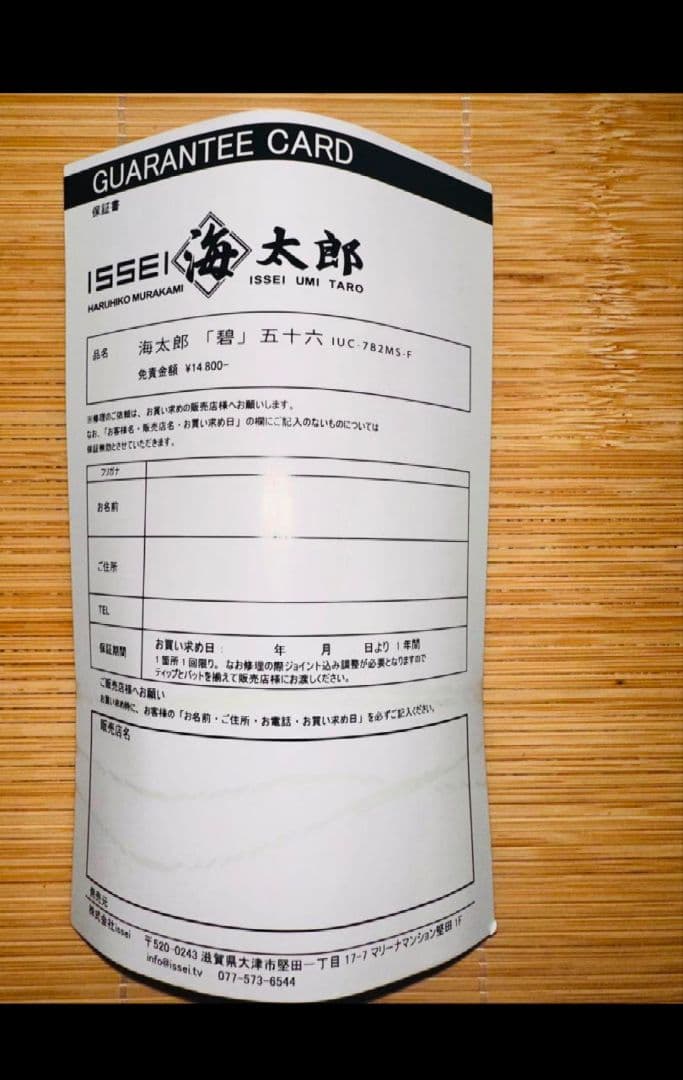 GUARANTEE CARD
保証書
ISSEI 海 太郎
HARUHIKO MURAKAMI ISSEI UMI TARO
品名 海太郎 「碧」 五十六 IUC-782MS-F
免責金額 ¥14.800-
※修理のご依頼は、お買い求めの販売店様へお願いします。
なお、「お客様名・販売店名・お買い求め日」の欄にご記入のないものについては
保証無効とさせていただきます。
フリガナ
お名前
ご住所
TEL
保証期間 お買い求め日: 年 月 日より 1年間
1箇所1回限り。なお修理の際ジョイント込み調整が必要となりますので
ティップとバットを揃えて販売店様にお渡しください。
ご販売店様へお願い
お買い求め時に、お客様の「お名前・ご住所・お電話・お買い求め日」を必ずご記入ください。
販売店名
発売元
株式会社issei 〒520-0243 滋賀県大津市堅田一丁目17-7 マリーナマンション堅田1F
info@issei.tv 077-573-6544